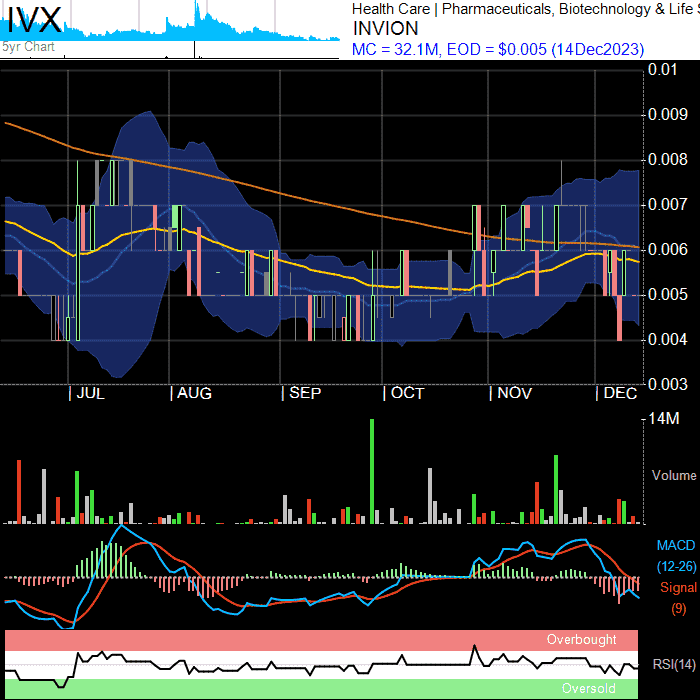 IVX
5yr Chart
Health Care | Pharmaceuticals, Biotechnology & Life S
INVION
MC = 32.1M, EOD = $0.005 (14Dec2023)
0.01
0.009
0.008
0.007
0.006
0.005
0.004
0.003
JUL AUG SEP OCT NOV DEC
14M
Volume
MACD
(12-26)
Signal
(9)
Overbought
RSI(14)
Oversold